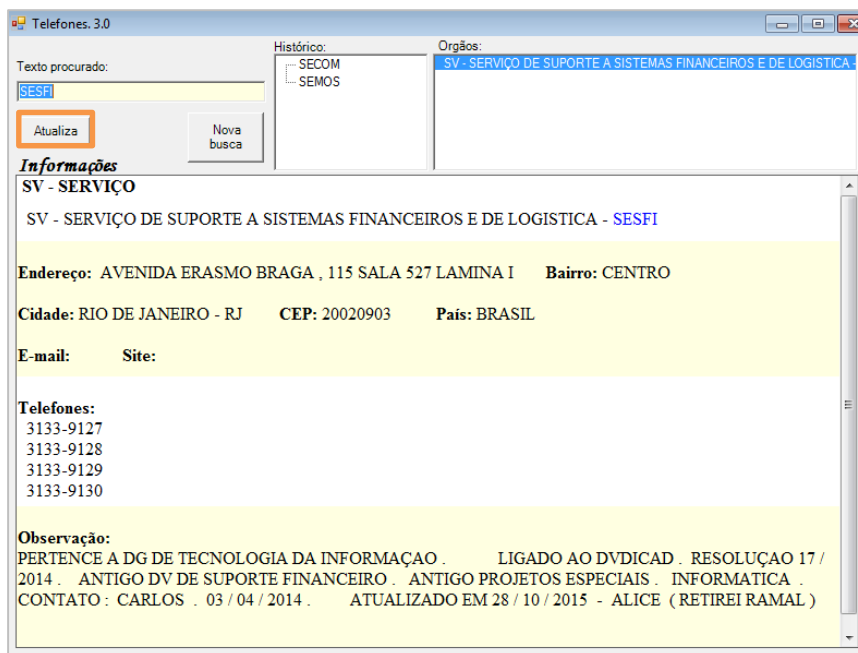 Telefones. 3.0
Texto procurado:
SESFI
Atualiza
Nova
busca
Histórico:
SECOM
SEMOS
Orgãos:
SV - SERVIÇO DE SUPORTE A SISTEMAS FINANCEIROS E DE LOGISTICA -
Informações
SV - SERVIÇO
SV - SERVIÇO DE SUPORTE A SISTEMAS FINANCEIROS E DE LOGISTICA - SESFI
Endereço: AVENIDA ERASMO BRAGA , 115 SALA 527 LAMINA I Bairro: CENTRO
Cidade: RIO DE JANEIRO - RJ CEP: 20020903 País: BRASIL
E-mail: Site:
Telefones:
3133-9127
3133-9128
3133-9129
3133-9130
Observação:
PERTENCE A DG DE TECNOLOGIA DA INFORMAÇAO . LIGADO AO DVDICAD . RESOLUÇAO 17 /
2014 . ANTIGO DV DE SUPORTE FINANCEIRO . ANTIGO PROJETOS ESPECIAIS . INFORMATICA .
CONTATO : CARLOS . 03 / 04 / 2014 . ATUALIZADO EM 28 / 10 / 2015 - ALICE ( RETIREI RAMAL )